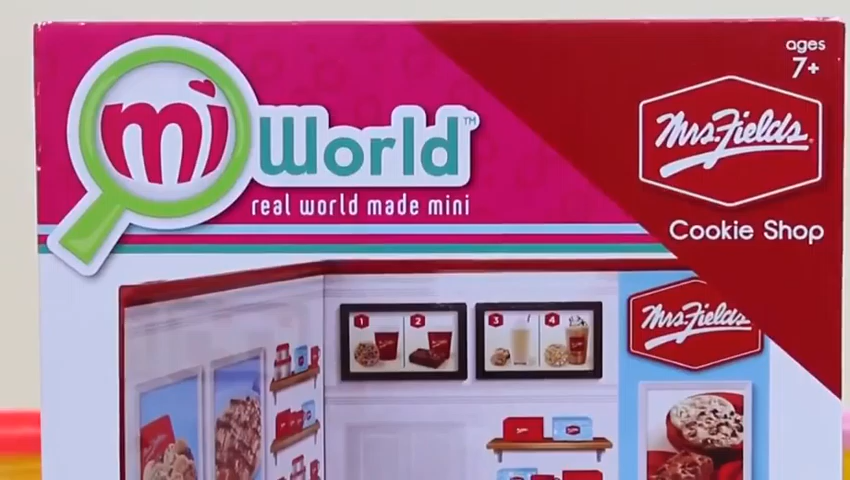 mi World™
real world made mini
ages
7+
Mrs. Fields
Cookie Shop
Mrs. Fields
1 2 3 4